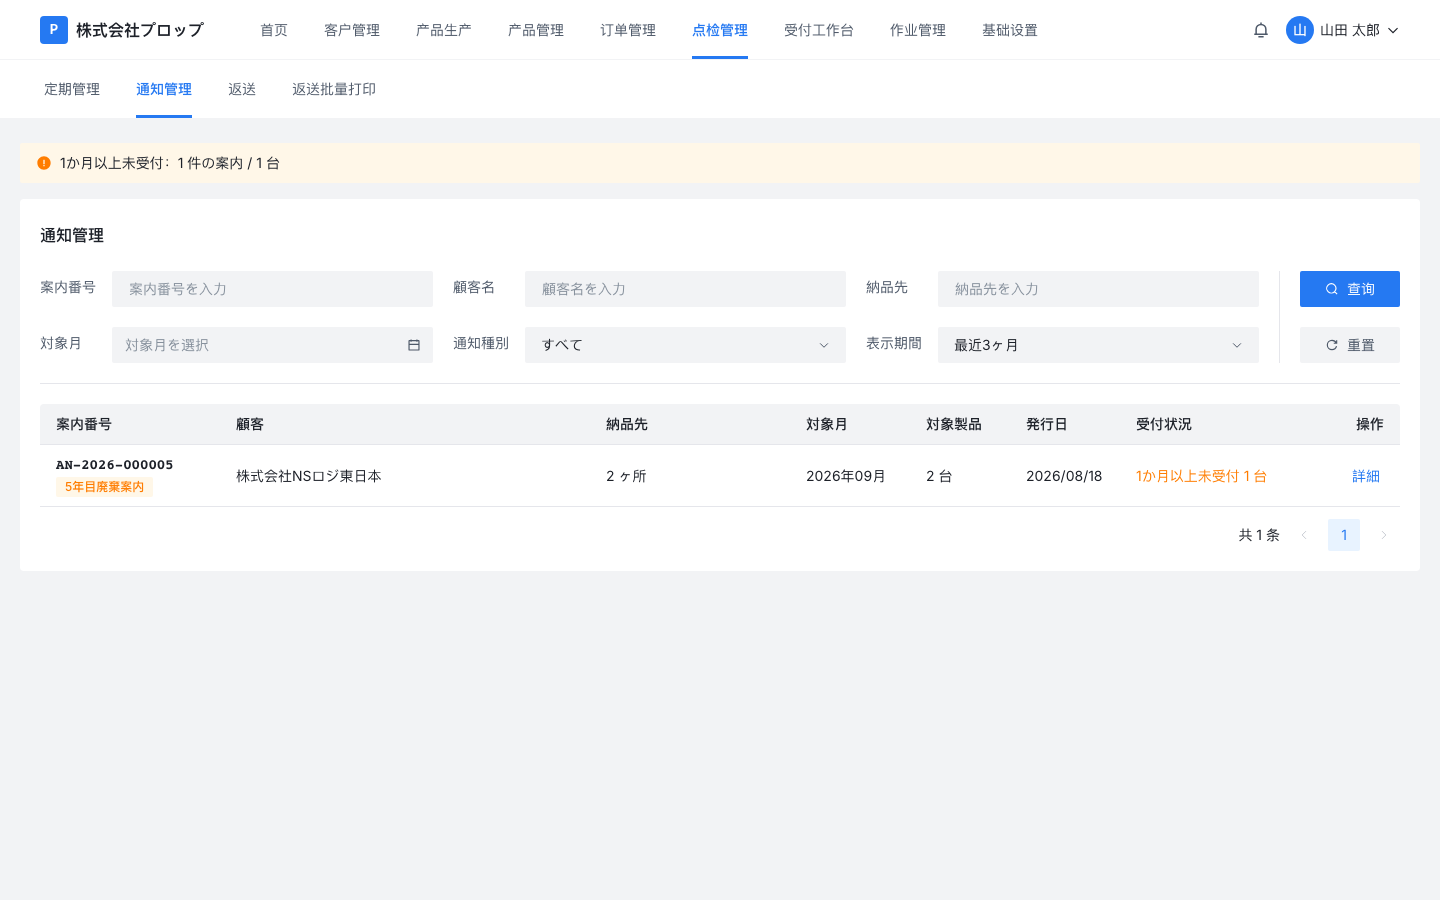 P 株式会社プロップ 首页 客户管理 产品生产 产品管理 订单管理 点检管理 受付工作台 作业管理 基础设置 山 山田 太郎
定期管理 通知管理 返送 返送批量打印
1か月以上未受付：1 件の案内 / 1 台
通知管理
案内番号 案内番号を入力 顧客名 顧客名を入力 納品先 納品先を入力 查询
対象月 対象月を選択 通知種別 すべて 表示期間 最近3ヶ月 重置
案内番号 顧客 納品先 対象月 対象製品 発行日 受付状況 操作
AN-2026-000005
5年目廃棄案内
株式会社NSロジ東日本 2 ヶ所 2026年09月 2 台 2026/08/18 1か月以上未受付 1 台 詳細
共 1 条 1